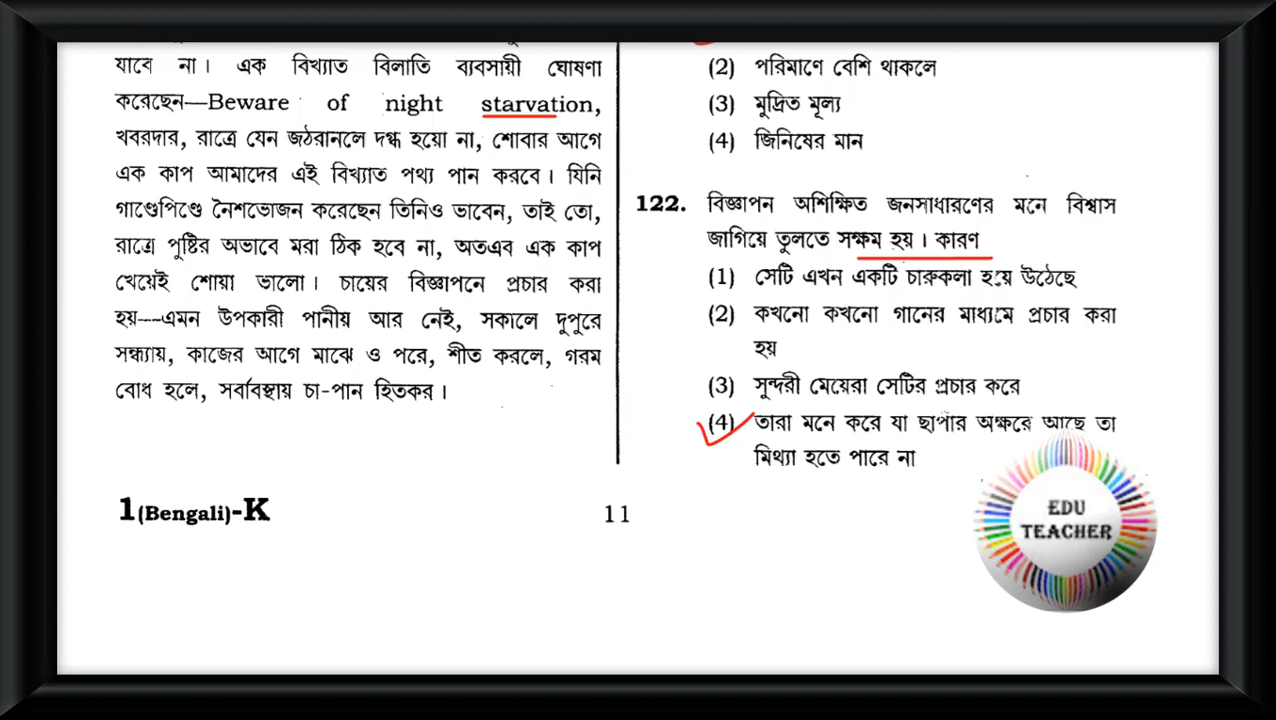 যাবে না। এক বিখ্যাত বিলাতি ব্যবসায়ী ঘোষণা
করেছেন—Beware of night starvation,
খবরদার, রাত্রে যেন জঠরানলে দগ্ধ হয়ো না, শোবার আগে
এক কাপ আমাদের এই বিখ্যাত পথ্য পান করবে। যিনি
গাণ্ডেপিণ্ডে নৈশভোজন করেছেন তিনিও ভাবেন, তাই তো,
রাত্রে পুষ্টির অভাবে মরা ঠিক হবে না, অতএব এক কাপ
খেয়েই শোয়া ভালো। চায়ের বিজ্ঞাপনে প্রচার করা
হয়—এমন উপকারী পানীয় আর নেই, সকালে দুপুরে
সন্ধ্যায়, কাজের আগে মাঝে ও পরে, শীত করলে, গরম
বোধ হলে, সর্বাবস্থায় চা-পান হিতকর।
(2) পরিমাণে বেশি থাকলে
(3) মুদ্রিত মূল্য
(4) জিনিষের মান
122. বিজ্ঞাপন অশিক্ষিত জনসাধারণের মনে বিশ্বাস
জাগিয়ে তুলতে সক্ষম হয়। কারণ
(1) সেটি এখন একটি চারুকলা হয়ে উঠেছে
(2) কখনো কখনো গানের মাধ্যমে প্রচার করা
হয়
(3) সুন্দরী মেয়েরা সেটির প্রচার করে
(4) তারা মনে করে যা ছাপার অক্ষরে আছে তা
মিথ্যা হতে পারে না
1(Bengali)-K
11
EDU
TEACHER